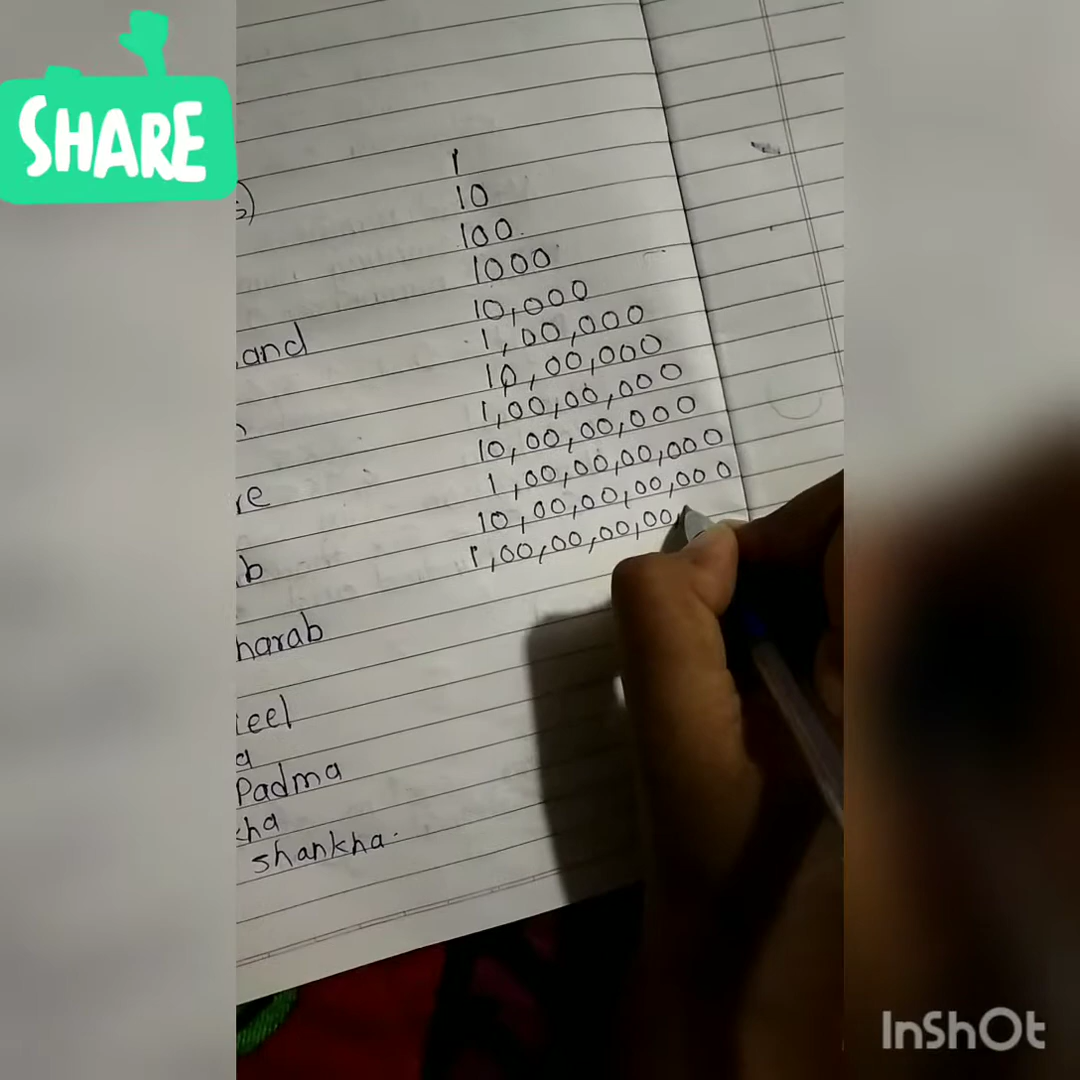 SHARE
1
10
100
1000
10,000
and 1,00,000
10,00,000
1,00,00,000
re 10,00,00,000
1,00,00,00,000
b 10,00,00,00,000
1,00,00,00,00,
harab
eel
a
Padma
kha
shankha.
InShOt